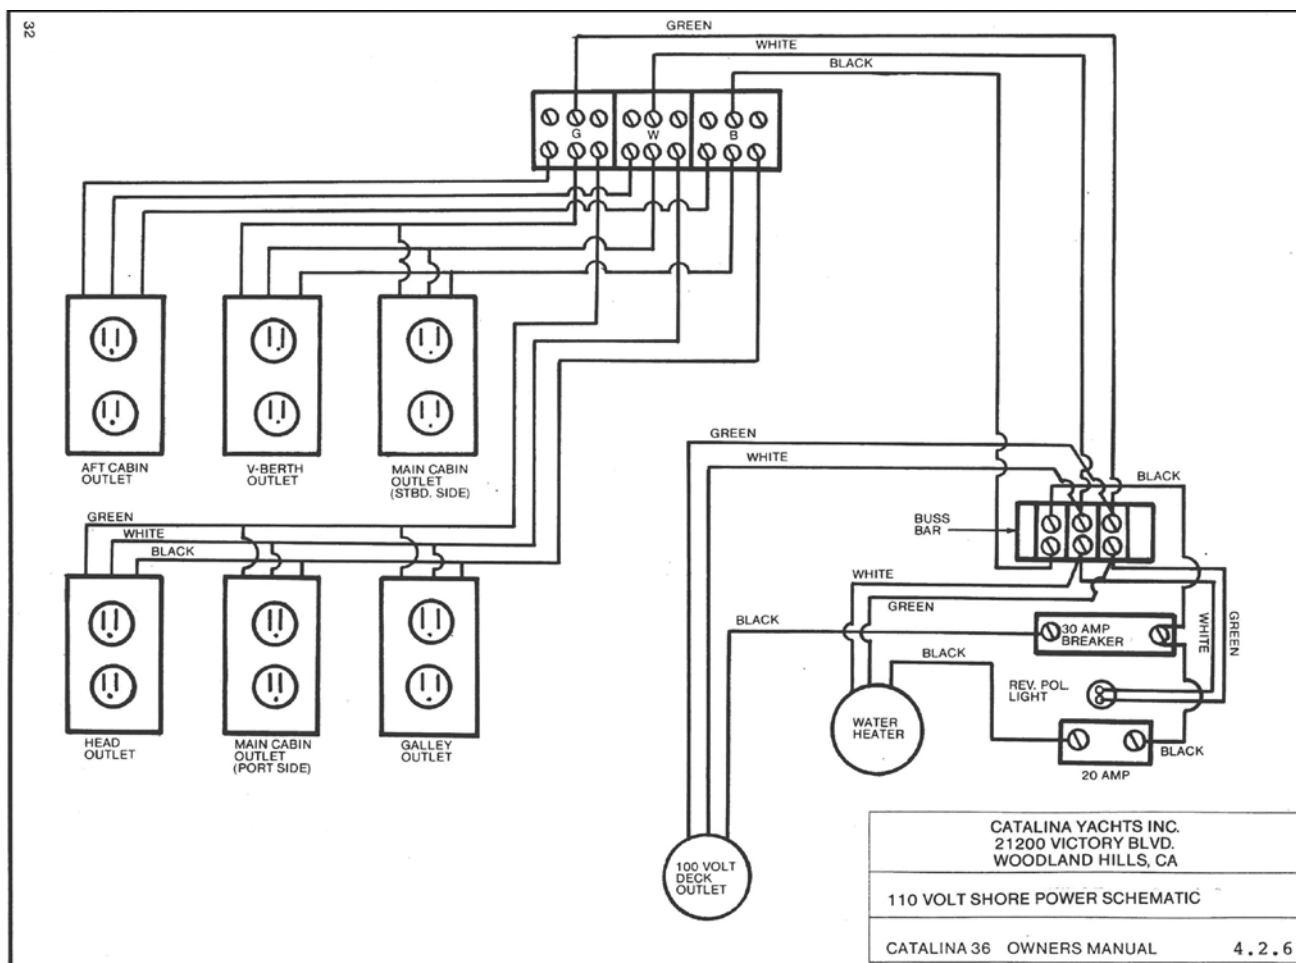 32
GREEN
WHITE
BLACK
G
W
B
AFT CABIN
OUTLET
V-BERTH
OUTLET
MAIN CABIN
OUTLET
(STBD. SIDE)
GREEN
WHITE
BLACK
HEAD
OUTLET
MAIN CABIN
OUTLET
(PORT SIDE)
GALLEY
OUTLET
GREEN
WHITE
BLACK
BUSS
BAR
WHITE
GREEN
BLACK
30 AMP
BREAKER
WHITE
GREEN
BLACK
REV. POL.
LIGHT
WATER
HEATER
BLACK
20 AMP
100 VOLT
DECK
OUTLET
CATALINA YACHTS INC.
21200 VICTORY BLVD.
WOODLAND HILLS, CA
110 VOLT SHORE POWER SCHEMATIC
CATALINA 36 OWNERS MANUAL 4.2.6